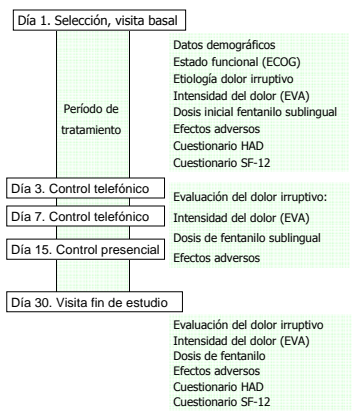 Día 1. Selección, visita basal
Datos demográficos
Estado funcional (ECOG)
Etiología dolor irruptivo
Intensidad del dolor (EVA)
Dosis inicial fentanilo sublingual
Efectos adversos
Cuestionario HAD
Cuestionario SF-12
Período de
tratamiento
Día 3. Control telefónico
Día 7. Control telefónico
Día 15. Control presencial
Evaluación del dolor irruptivo:
Intensidad del dolor (EVA)
Dosis de fentanilo sublingual
Efectos adversos
Día 30. Visita fin de estudio
Evaluación del dolor irruptivo
Intensidad del dolor (EVA)
Dosis de fentanilo
Efectos adversos
Cuestionario HAD
Cuestionario SF-12